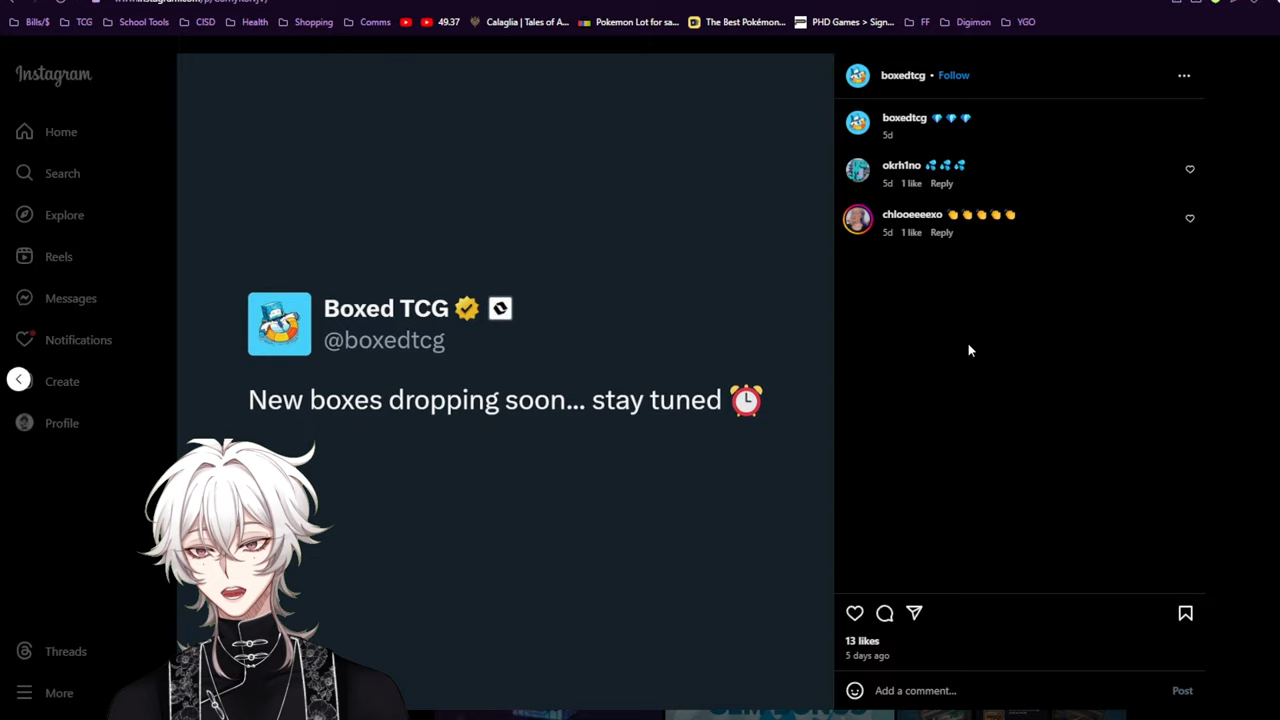 Bills/$ TCG School Tools CISD Health Shopping Comms 49.37 Calaglia | Tales of A... Pokemon Lot for sa... The Best Pokémon,... PHD Games > Sign... FF Digimon YGO
Instagram
Home
Search
Explore
Reels
Messages
Notifications
Create
Profile
Threads
More
Boxed TCG
@boxedtcg
New boxes dropping soon... stay tuned ⏰
boxedtcg • Follow
boxedtcg 💎 💎 💎
5d
okrh1no 💦 💦 💦
5d 1 like Reply
chlooeeeexo 👏 👏 👏 👏 👏
5d 1 like Reply
13 likes
5 days ago
Add a comment...
Post